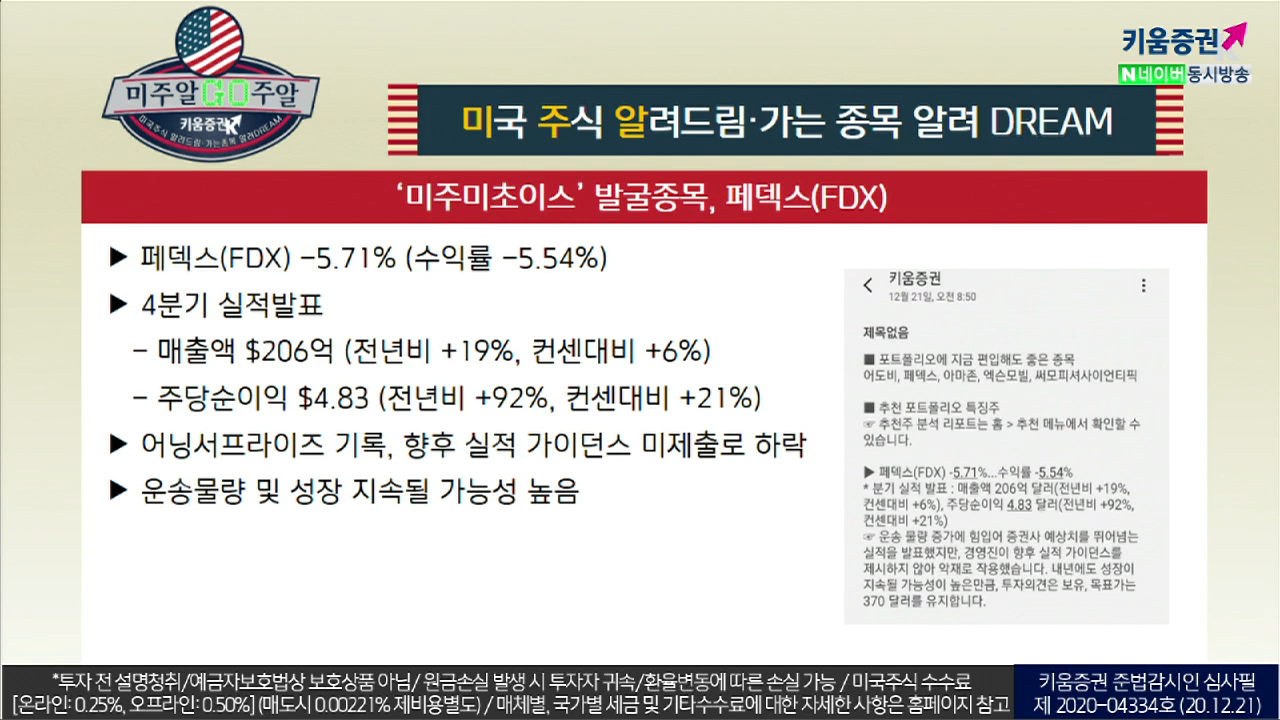 미주알GO주알
키움증권
미국주식 알려드림·가는종목 알려DREAM
미국 주식 알려드림·가는 종목 알려 DREAM
키움증권
N네이버 동시방송
‘미주미초이스’ 발굴종목, 페덱스(FDX)
▶ 페덱스(FDX) -5.71% (수익률 -5.54%)
▶ 4분기 실적발표
- 매출액 $206억 (전년비 +19%, 컨센대비 +6%)
- 주당순이익 $4.83 (전년비 +92%, 컨센대비 +21%)
▶ 어닝서프라이즈 기록, 향후 실적 가이던스 미제출로 하락
▶ 운송물량 및 성장 지속될 가능성 높음
키움증권
12월 21일, 오전 8:50
제목없음
■ 포트폴리오에 지금 편입해도 좋은 종목
어도비, 페덱스, 아마존, 엑슨모빌, 써모피셔사이언티픽
■ 추천 포트폴리오 특징주
☞ 추천주 분석 리포트는 홈 > 추천 메뉴에서 확인할 수
있습니다.
▶ 페덱스(FDX) -5.71%...수익률 -5.54%
* 분기 실적 발표 : 매출액 206억 달러(전년비 +19%,
컨센대비 +6%), 주당순이익 4.83 달러(전년비 +92%,
컨센대비 +21%)
☞ 운송 물량 증가에 힘입어 증권사 예상치를 뛰어넘는
실적을 발표했지만, 경영진이 향후 실적 가이던스를
제시하지 않아 악재로 작용했습니다. 내년에도 성장이
지속될 가능성이 높은만큼, 투자의견은 보유, 목표가는
370 달러를 유지합니다.
*투자 전 설명청취/예금자보호법상 보호상품 아님/ 원금손실 발생 시 투자자 귀속/환율변동에 따른 손실 가능 / 미국주식 수수료
[온라인: 0.25%, 오프라인: 0.50%] (매도시 0.00221% 제비용별도) / 매체별, 국가별 세금 및 기타수수료에 대한 자세한 사항은 홈페이지 참고
키움증권 준법감시인 심사필
제 2020-04334호 (20.12.21)